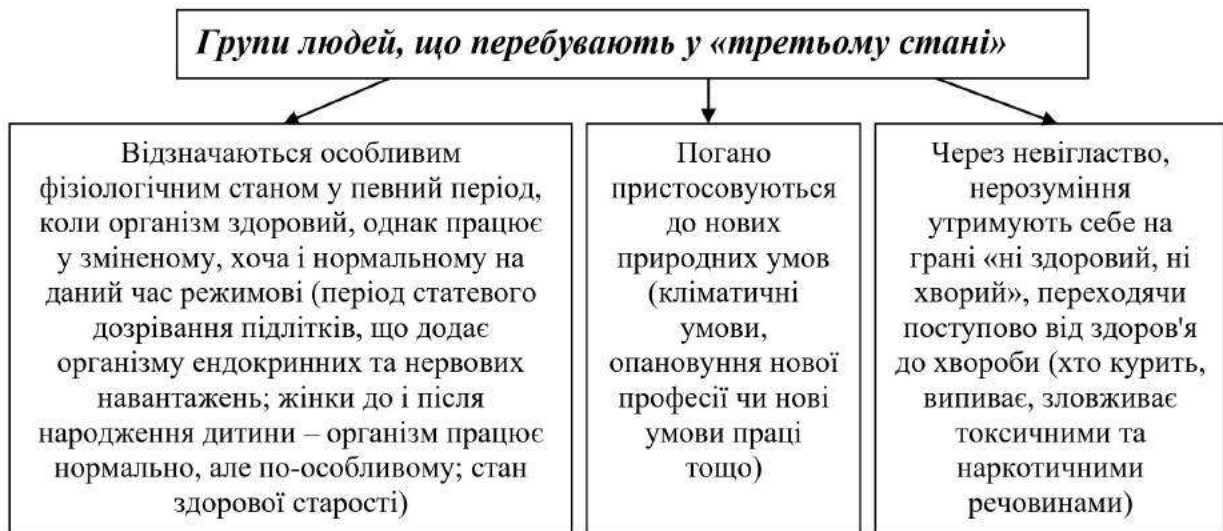 Групи людей, що перебувають у «третьому стані»
Відзначаються особливим
фізіологічним станом у певний період,
коли організм здоровий, однак працює
у зміненому, хоча і нормальному на
даний час режимові (період статевого
дозрівання підлітків, що додає
організму ендокринних та нервових
навантажень; жінки до і після
народження дитини – організм працює
нормально, але по-особливому; стан
здорової старості)
Погано
пристосовуються
до нових
природних умов
(кліматичні
умови,
опановуння нової
професії чи нові
умови праці
тощо)
Через невігластво,
нерозуміння
утримують себе на
грані «ні здоровий, ні
хворий», переходячи
поступово від здоров'я
до хвороби (хто курить,
випиває, зловживає
токсичними та
наркотичними
речовинами)